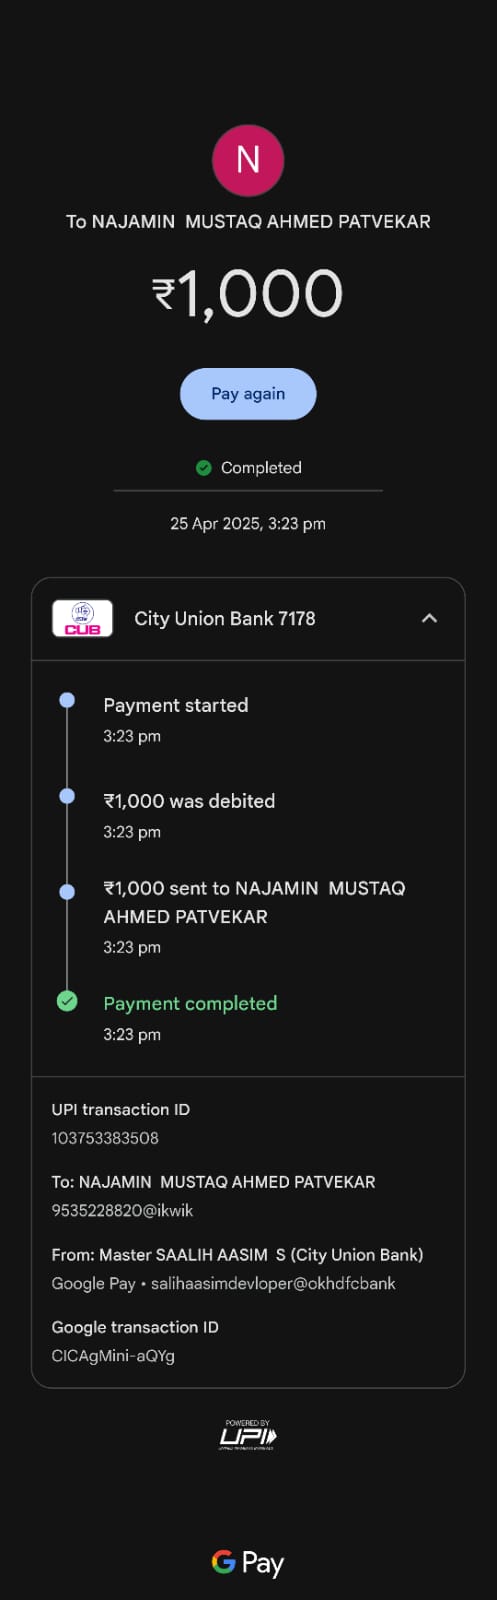 N
To NAJAMIN  MUSTAQ AHMED PATVEKAR
₹1,000
Pay again
Completed
25 Apr 2025, 3:23 pm
CUB
City Union Bank 7178
Payment started
3:23 pm
₹1,000 was debited
3:23 pm
₹1,000 sent to NAJAMIN  MUSTAQ
AHMED PATVEKAR
3:23 pm
Payment completed
3:23 pm
UPI transaction ID
103753383508
To: NAJAMIN  MUSTAQ AHMED PATVEKAR
9535228820@ikwik
From: Master SAALIH AASIM  S (City Union Bank)
Google Pay • salihaasimdevloper@okhdfcbank
Google transaction ID
CICAgMini-aQYg
POWERED BY
UPI
G Pay